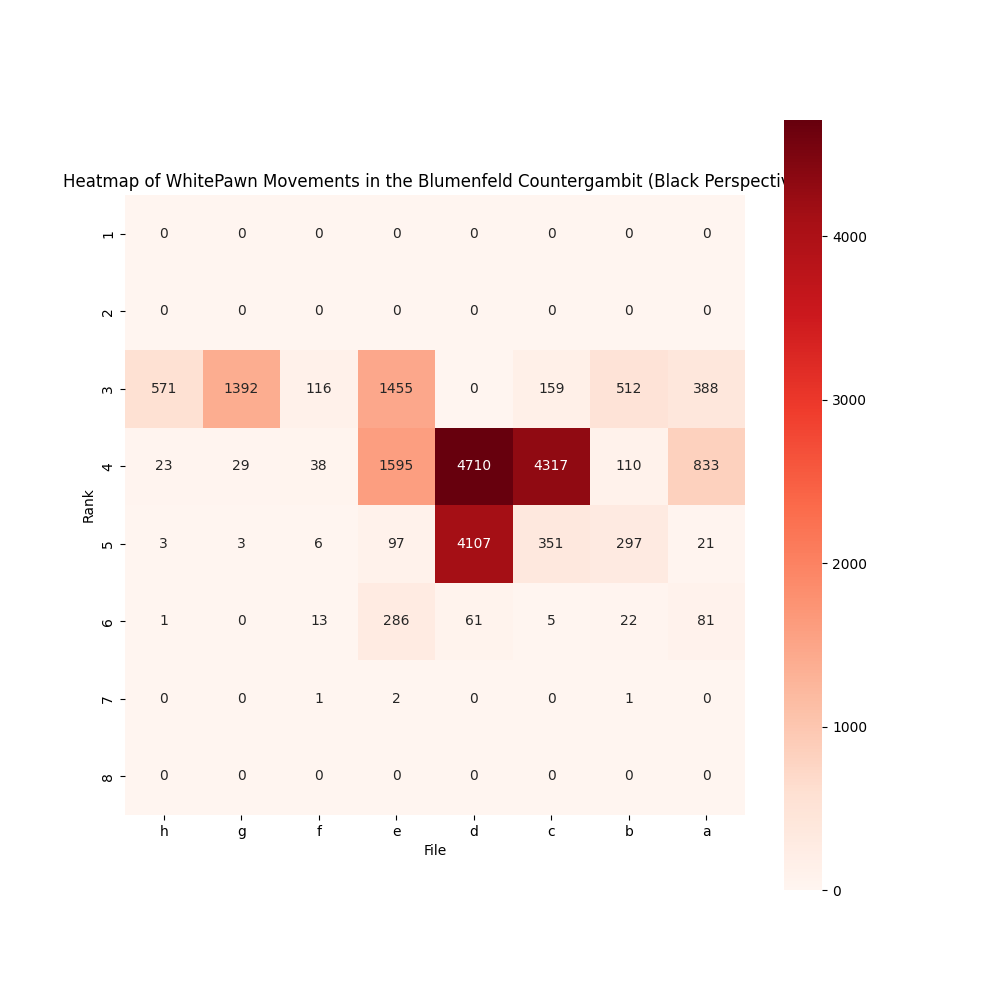 Heatmap of WhitePawn Movements in the Blumenfeld Countergambit (Black Perspectiv
1 0 0 0 0 0 0 0 0
2 0 0 0 0 0 0 0 0
3 571 1392 116 1455 0 159 512 388
4 23 29 38 1595 4710 4317 110 833
5 3 3 6 97 4107 351 297 21
6 1 0 13 286 61 5 22 81
7 0 0 1 2 0 0 1 0
8 0 0 0 0 0 0 0 0
h g f e d c b a
File
Rank
4000
3000
2000
1000
0